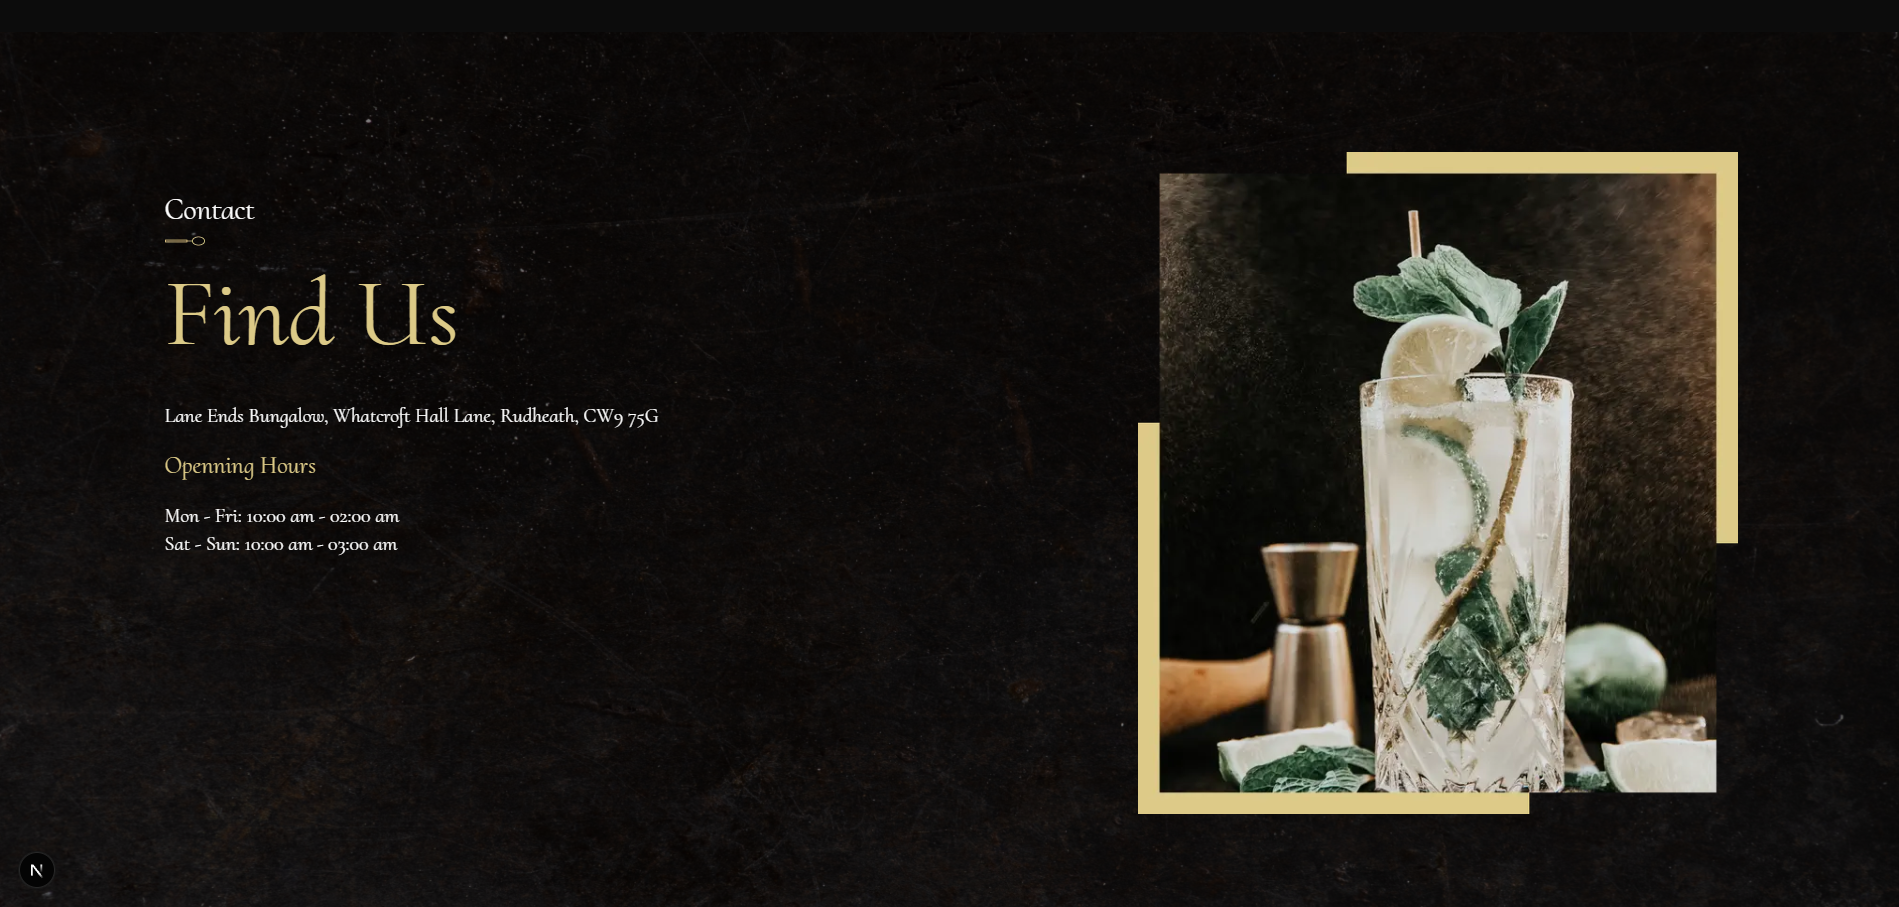 Contact
Find Us
Lane Ends Bungalow, Whatcroft Hall Lane, Rudheath, CW9 75G
Openning Hours
Mon - Fri: 10:00 am - 02:00 am
Sat - Sun: 10:00 am - 03:00 am
N